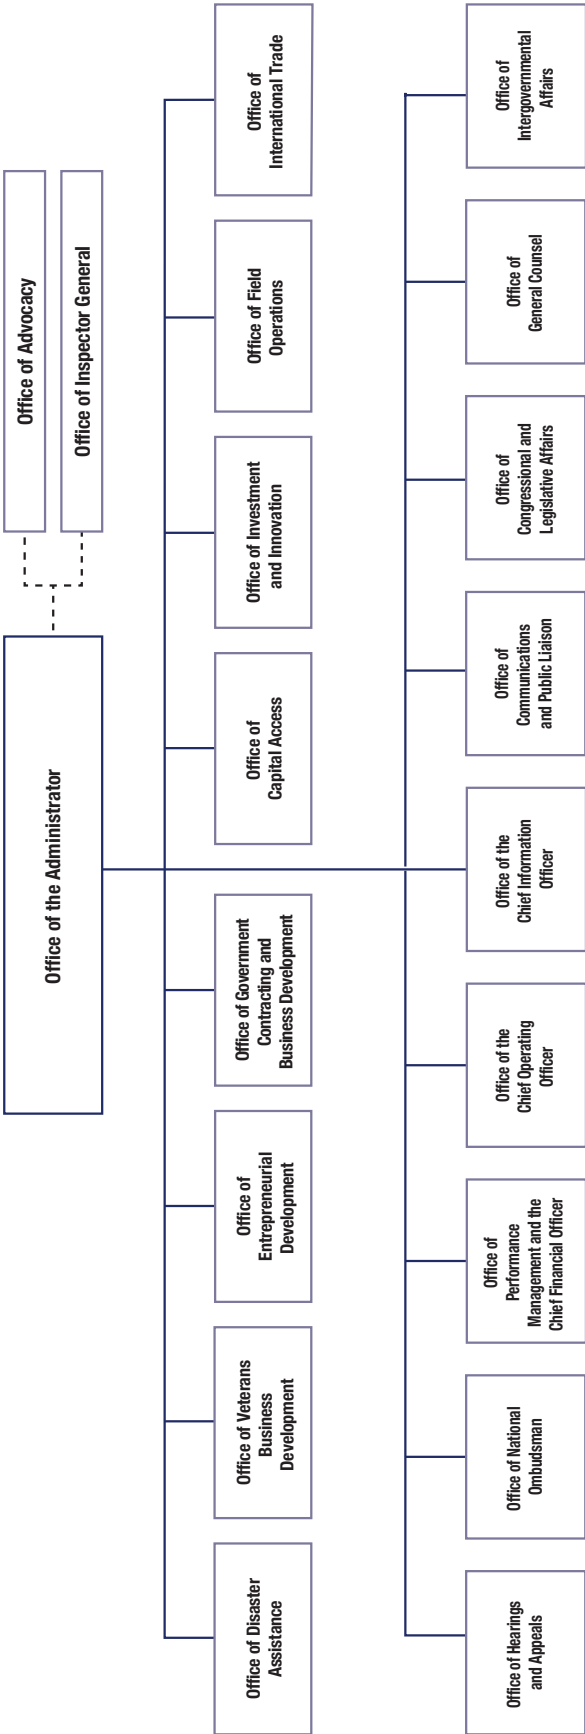 Office of the Administrator
Office of Advocacy
Office of Inspector General
Office of Disaster
Assistance
Office of Veterans
Business
Development
Office of
Entrepreneurial
Development
Office of Government
Contracting and
Business Development
Office of
Capital Access
Office of Investment
and Innovation
Office of Field
Operations
Office of
International Trade
Office of Hearings
and Appeals
Office of National
Ombudsman
Office of
Performance
Management and the
Chief Financial Officer
Office of the
Chief Operating
Officer
Office of the
Chief Information
Officer
Office of
Communications
and Public Liaison
Office of
Congressional and
Legislative Affairs
Office of
General Counsel
Office of
Intergovernmental
Affairs